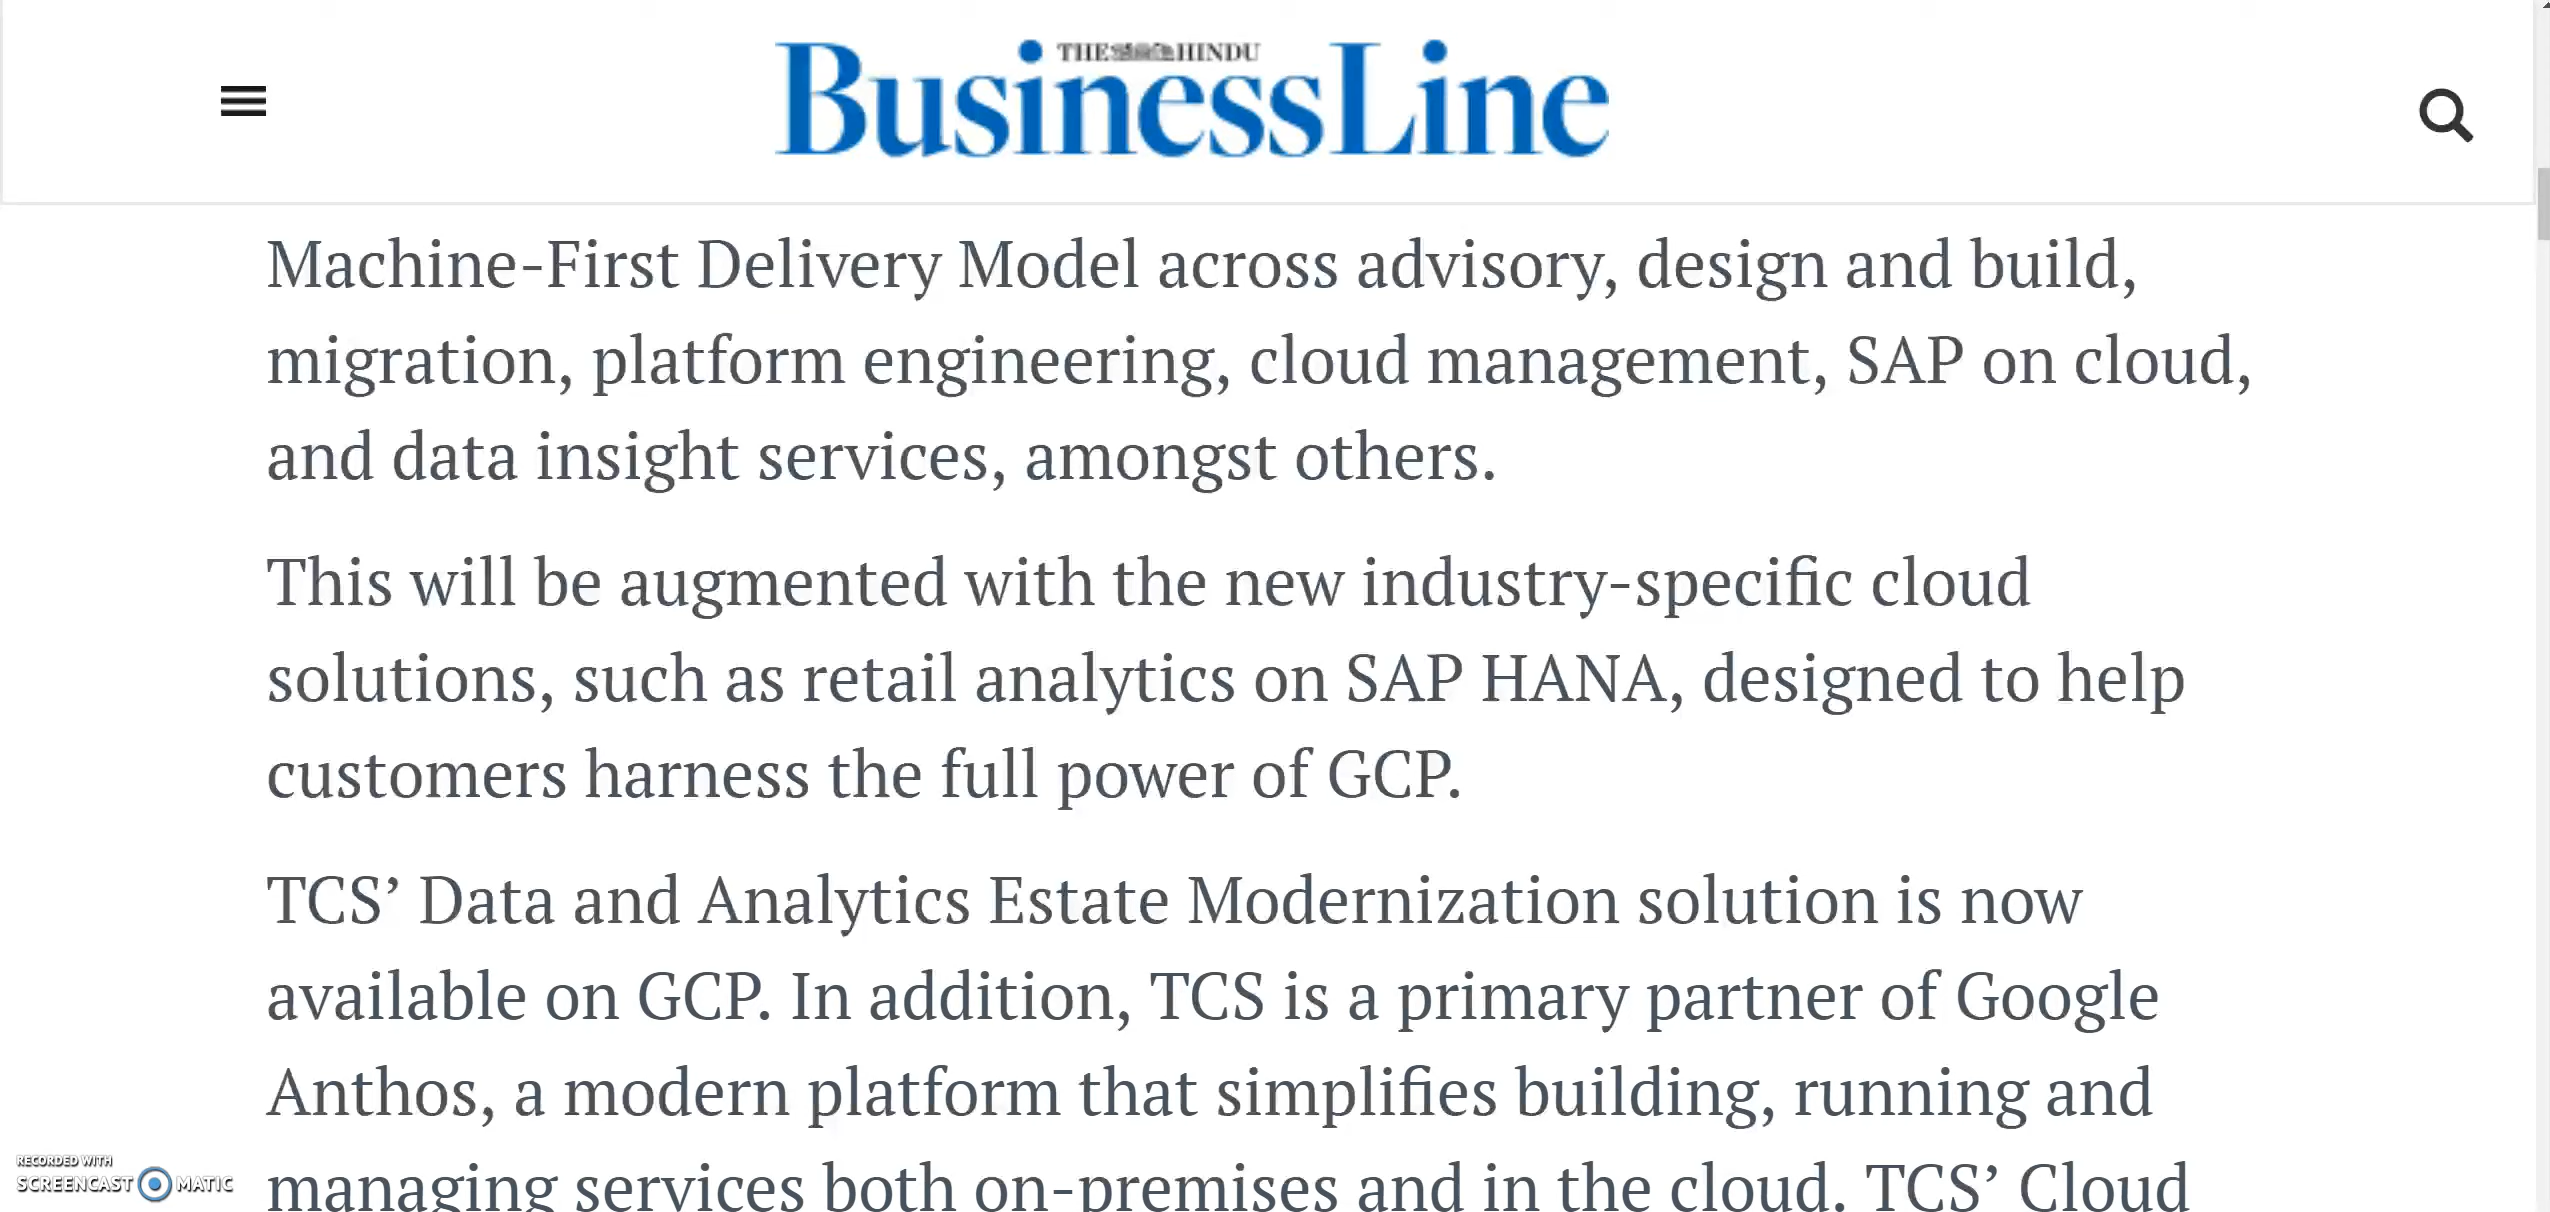 THE HINDU
BusinessLine
Machine-First Delivery Model across advisory, design and build,
migration, platform engineering, cloud management, SAP on cloud,
and data insight services, amongst others.
This will be augmented with the new industry-specific cloud
solutions, such as retail analytics on SAP HANA, designed to help
customers harness the full power of GCP.
TCS’ Data and Analytics Estate Modernization solution is now
available on GCP. In addition, TCS is a primary partner of Google
Anthos, a modern platform that simplifies building, running and
managing services both on-premises and in the cloud. TCS’ Cloud
RECORDED WITH
SCREENCAST MATIC